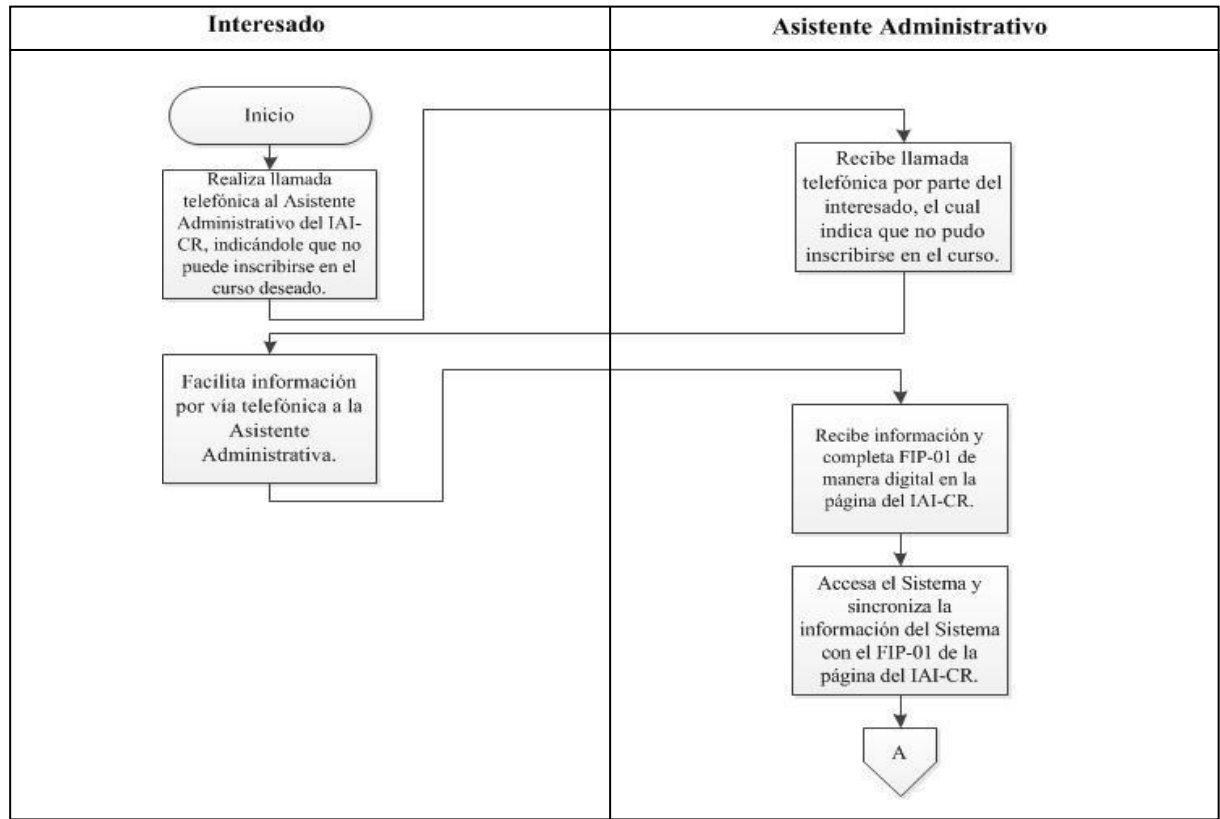 Interesado
Asistente Administrativo
Inicio
Realiza llamada
telefónica al Asistente
Administrativo del IAI-
CR, indicándole que no
puede inscribirse en el
curso deseado.
Recibe llamada
telefónica por parte del
interesado, el cual
indica que no pudo
inscribirse en el curso.
Facilita información
por vía telefónica a la
Asistente
Administrativa.
Recibe información y
completa FIP-01 de
manera digital en la
página del IAI-CR.
Accesa el Sistema y
sincroniza la
información del Sistema
con el FIP-01 de la
página del IAI-CR.
A